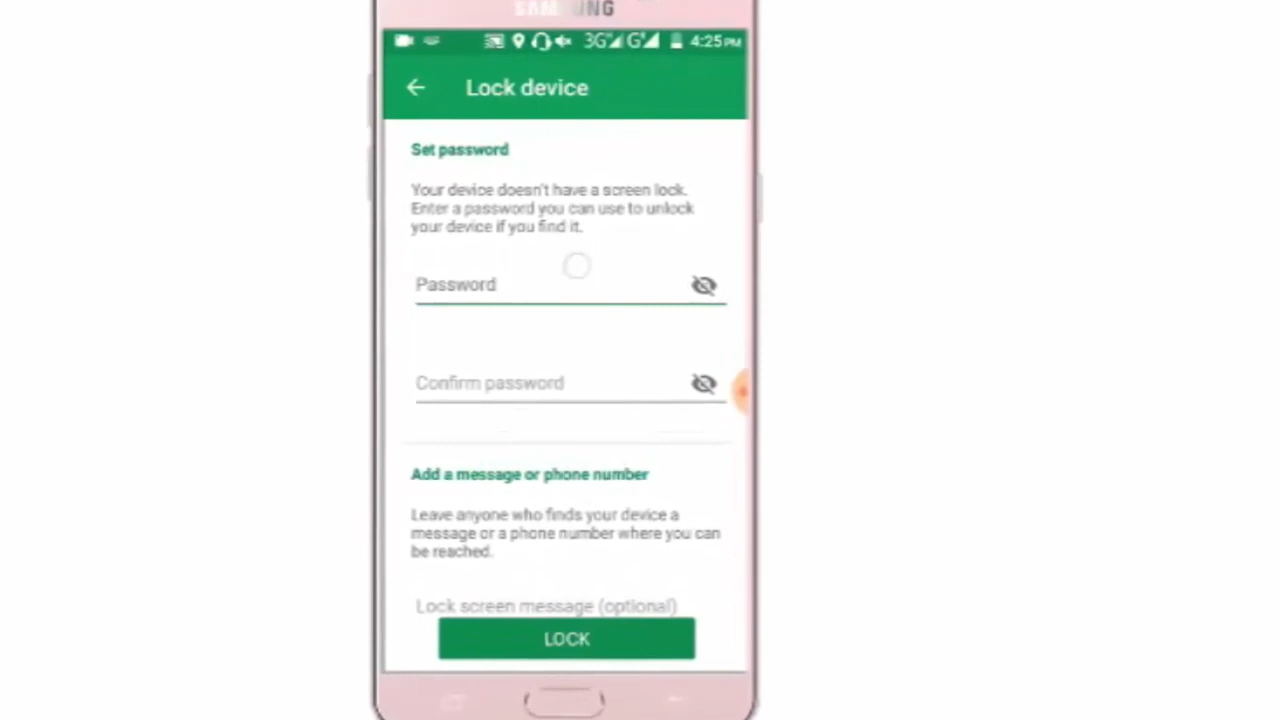 SAMSUNG
3G G 4:25 PM
Lock device
Set password
Your device doesn't have a screen lock.
Enter a password you can use to unlock
your device if you find it.
Password
Confirm password
Add a message or phone number
Leave anyone who finds your device a
message or a phone number where you can
be reached.
Lock screen message (optional)
LOCK